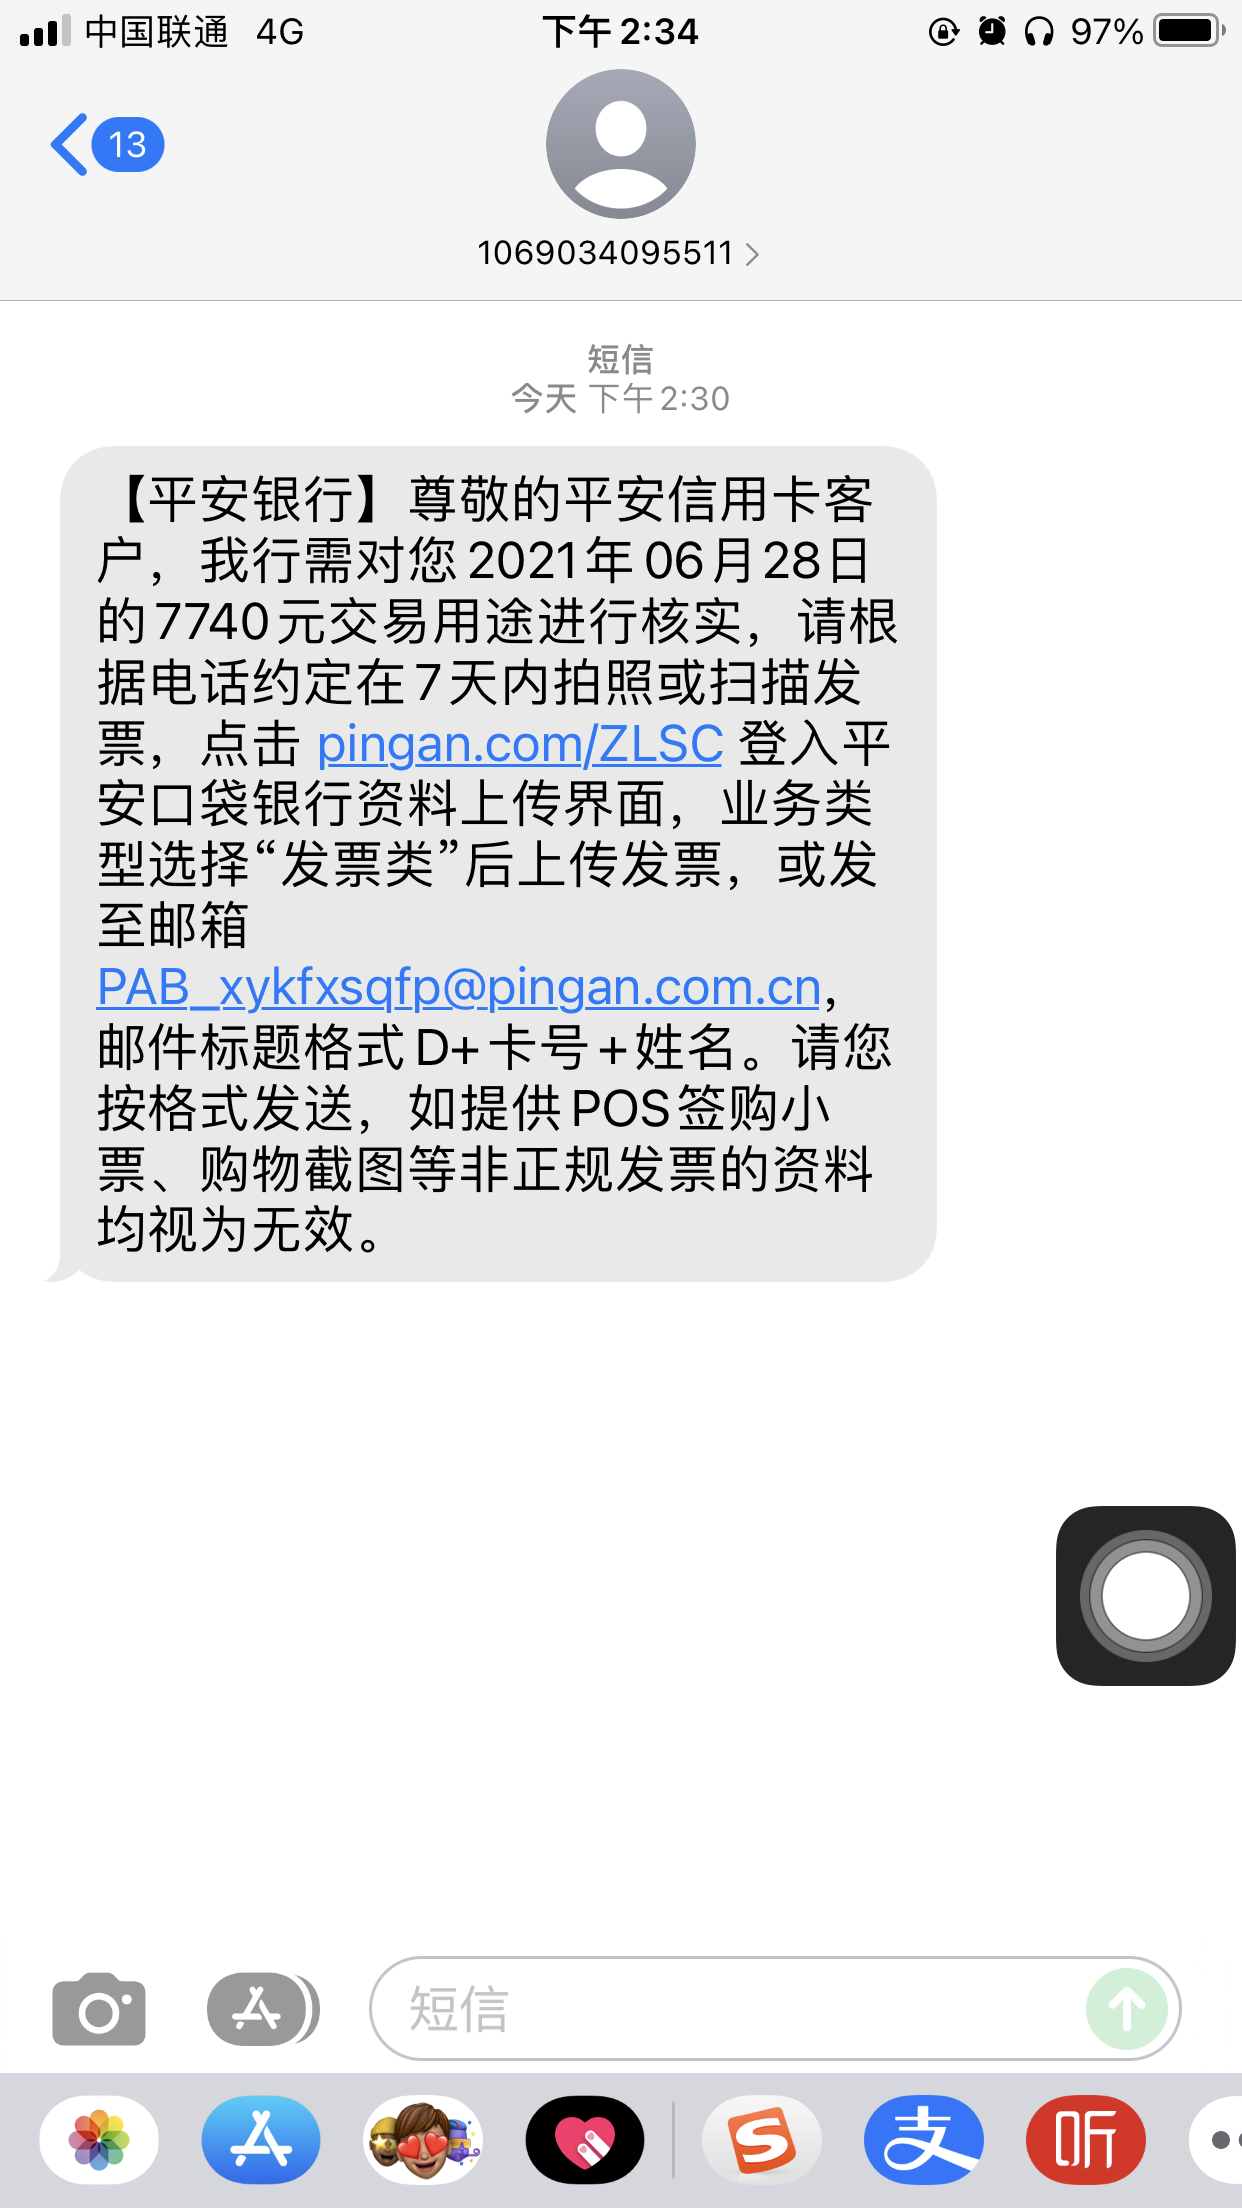 中国联通 4G 下午 2:34 97%
13
1069034095511
短信
今天 下午 2:30
【平安银行】尊敬的平安信用卡客
户，我行需对您2021年06月28日
的7740元交易用途进行核实，请根
据电话约定在7天内拍照或扫描发
票，点击 pingan.com/ZLSC 登入平
安口袋银行资料上传界面，业务类
型选择“发票类”后上传发票，或发
至邮箱
PAB_xykfxsqfp@pingan.com.cn，
邮件标题格式D+卡号+姓名。请您
按格式发送，如提供POS签购小
票、购物截图等非正规发票的资料
均视为无效。
短信
支 听